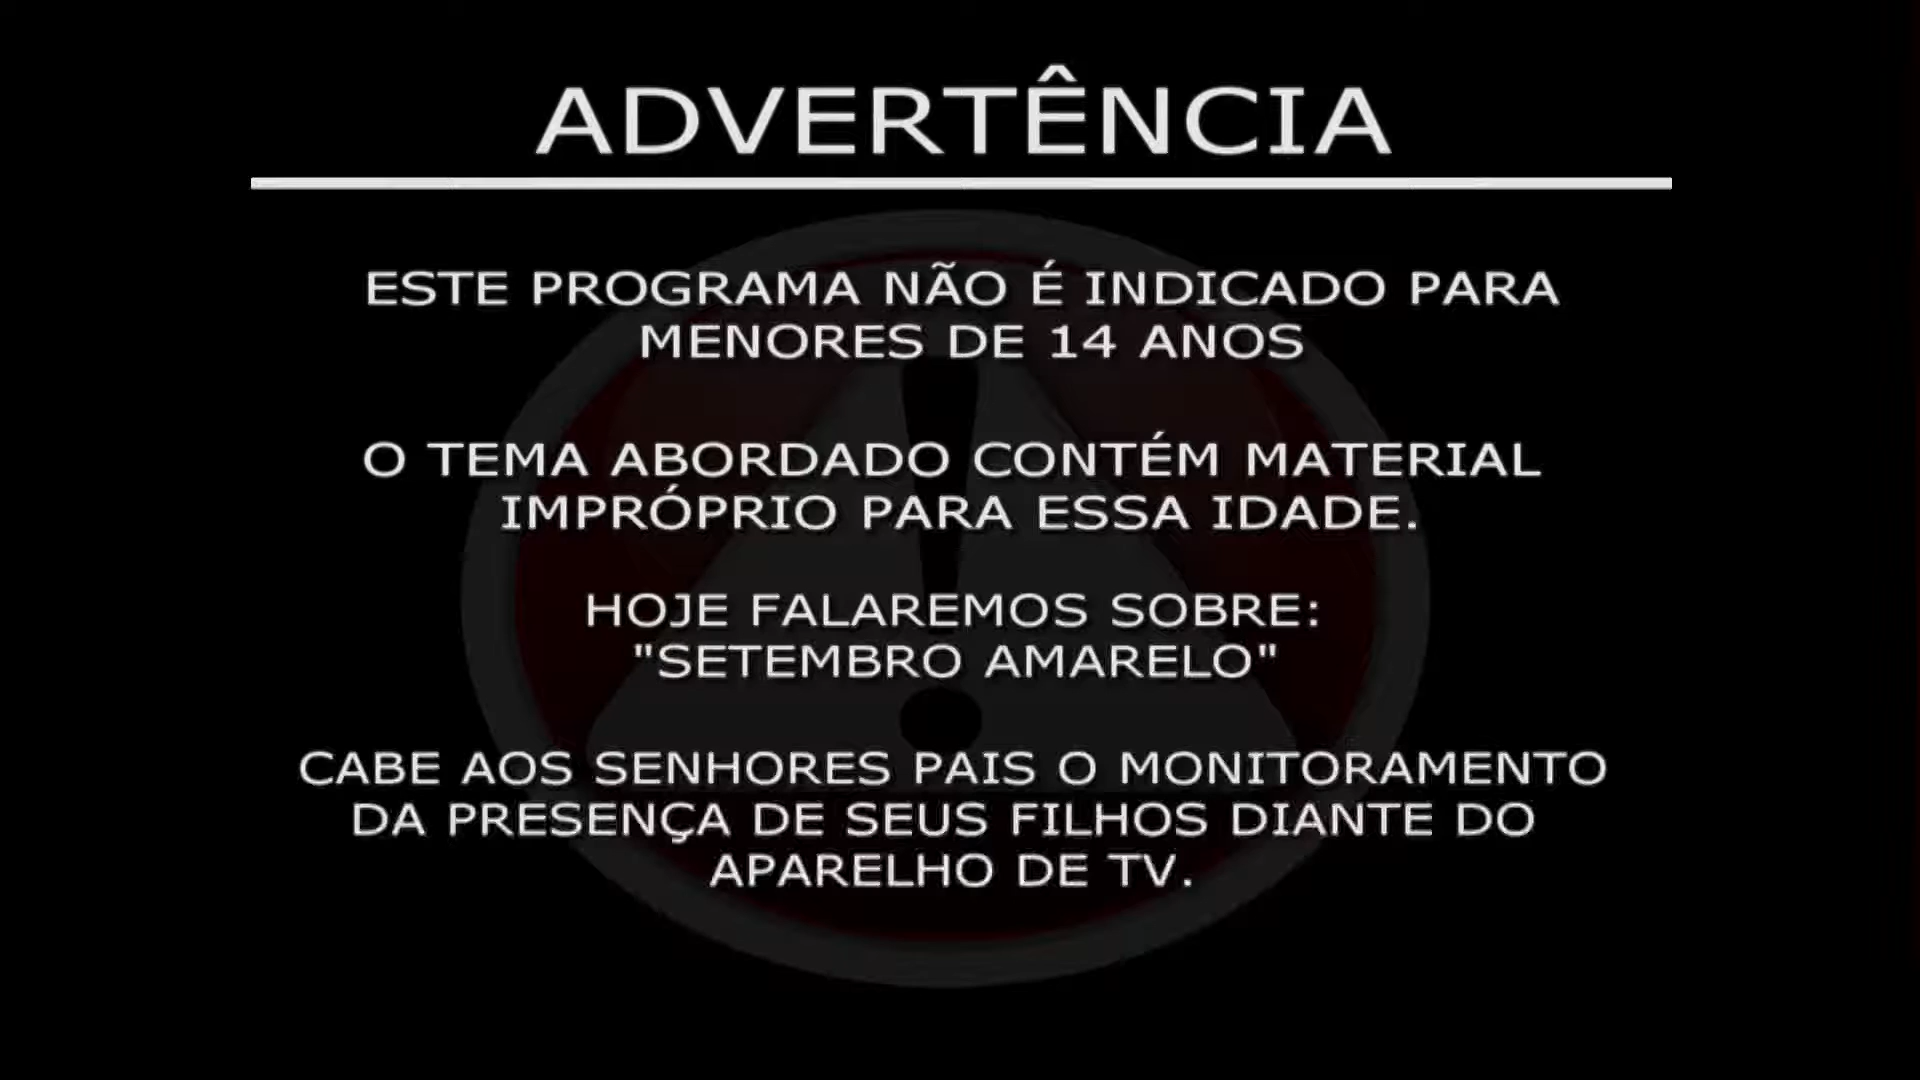 ADVERTÊNCIA
ESTE PROGRAMA NÃO É INDICADO PARA
MENORES DE 14 ANOS
O TEMA ABORDADO CONTÉM MATERIAL
IMPRÓPRIO PARA ESSA IDADE.
HOJE FALAREMOS SOBRE:
"SETEMBRO AMARELO"
CABE AOS SENHORES PAIS O MONITORAMENTO
DA PRESENÇA DE SEUS FILHOS DIANTE DO
APARELHO DE TV.